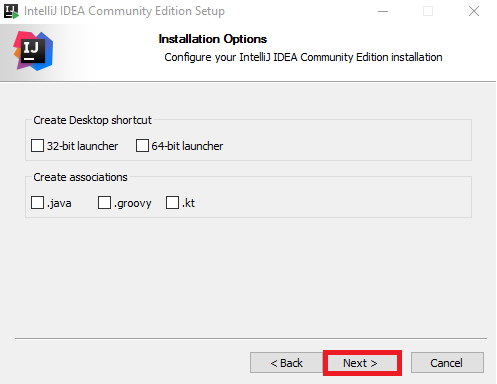 IntelliJ IDEA Community Edition Setup
IJ
Installation Options
Configure your IntelliJ IDEA Community Edition installation
Create Desktop shortcut
32-bit launcher 64-bit launcher
Create associations
.java .groovy .kt
< Back Next > Cancel